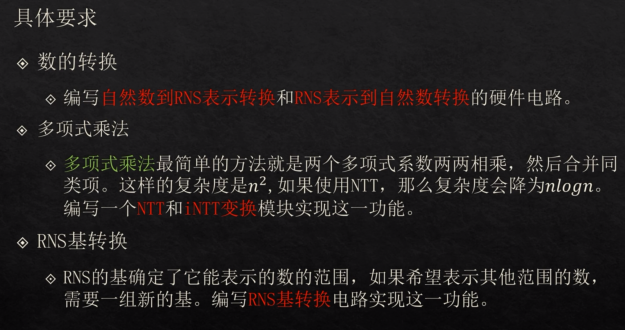 具体要求
数的转换
编写自然数到RNS表示转换和RNS表示到自然数转换的硬件电路。
多项式乘法
多项式乘法最简单的方法就是两个多项式系数两两相乘，然后合并同
类项。这样的复杂度是n²,如果使用NTT，那么复杂度会降为nlogn。
编写一个NTT和iNTT变换模块实现这一功能。
RNS基转换
RNS的基确定了它能表示的数的范围，如果希望表示其他范围的数，
需要一组新的基。编写RNS基转换电路实现这一功能。